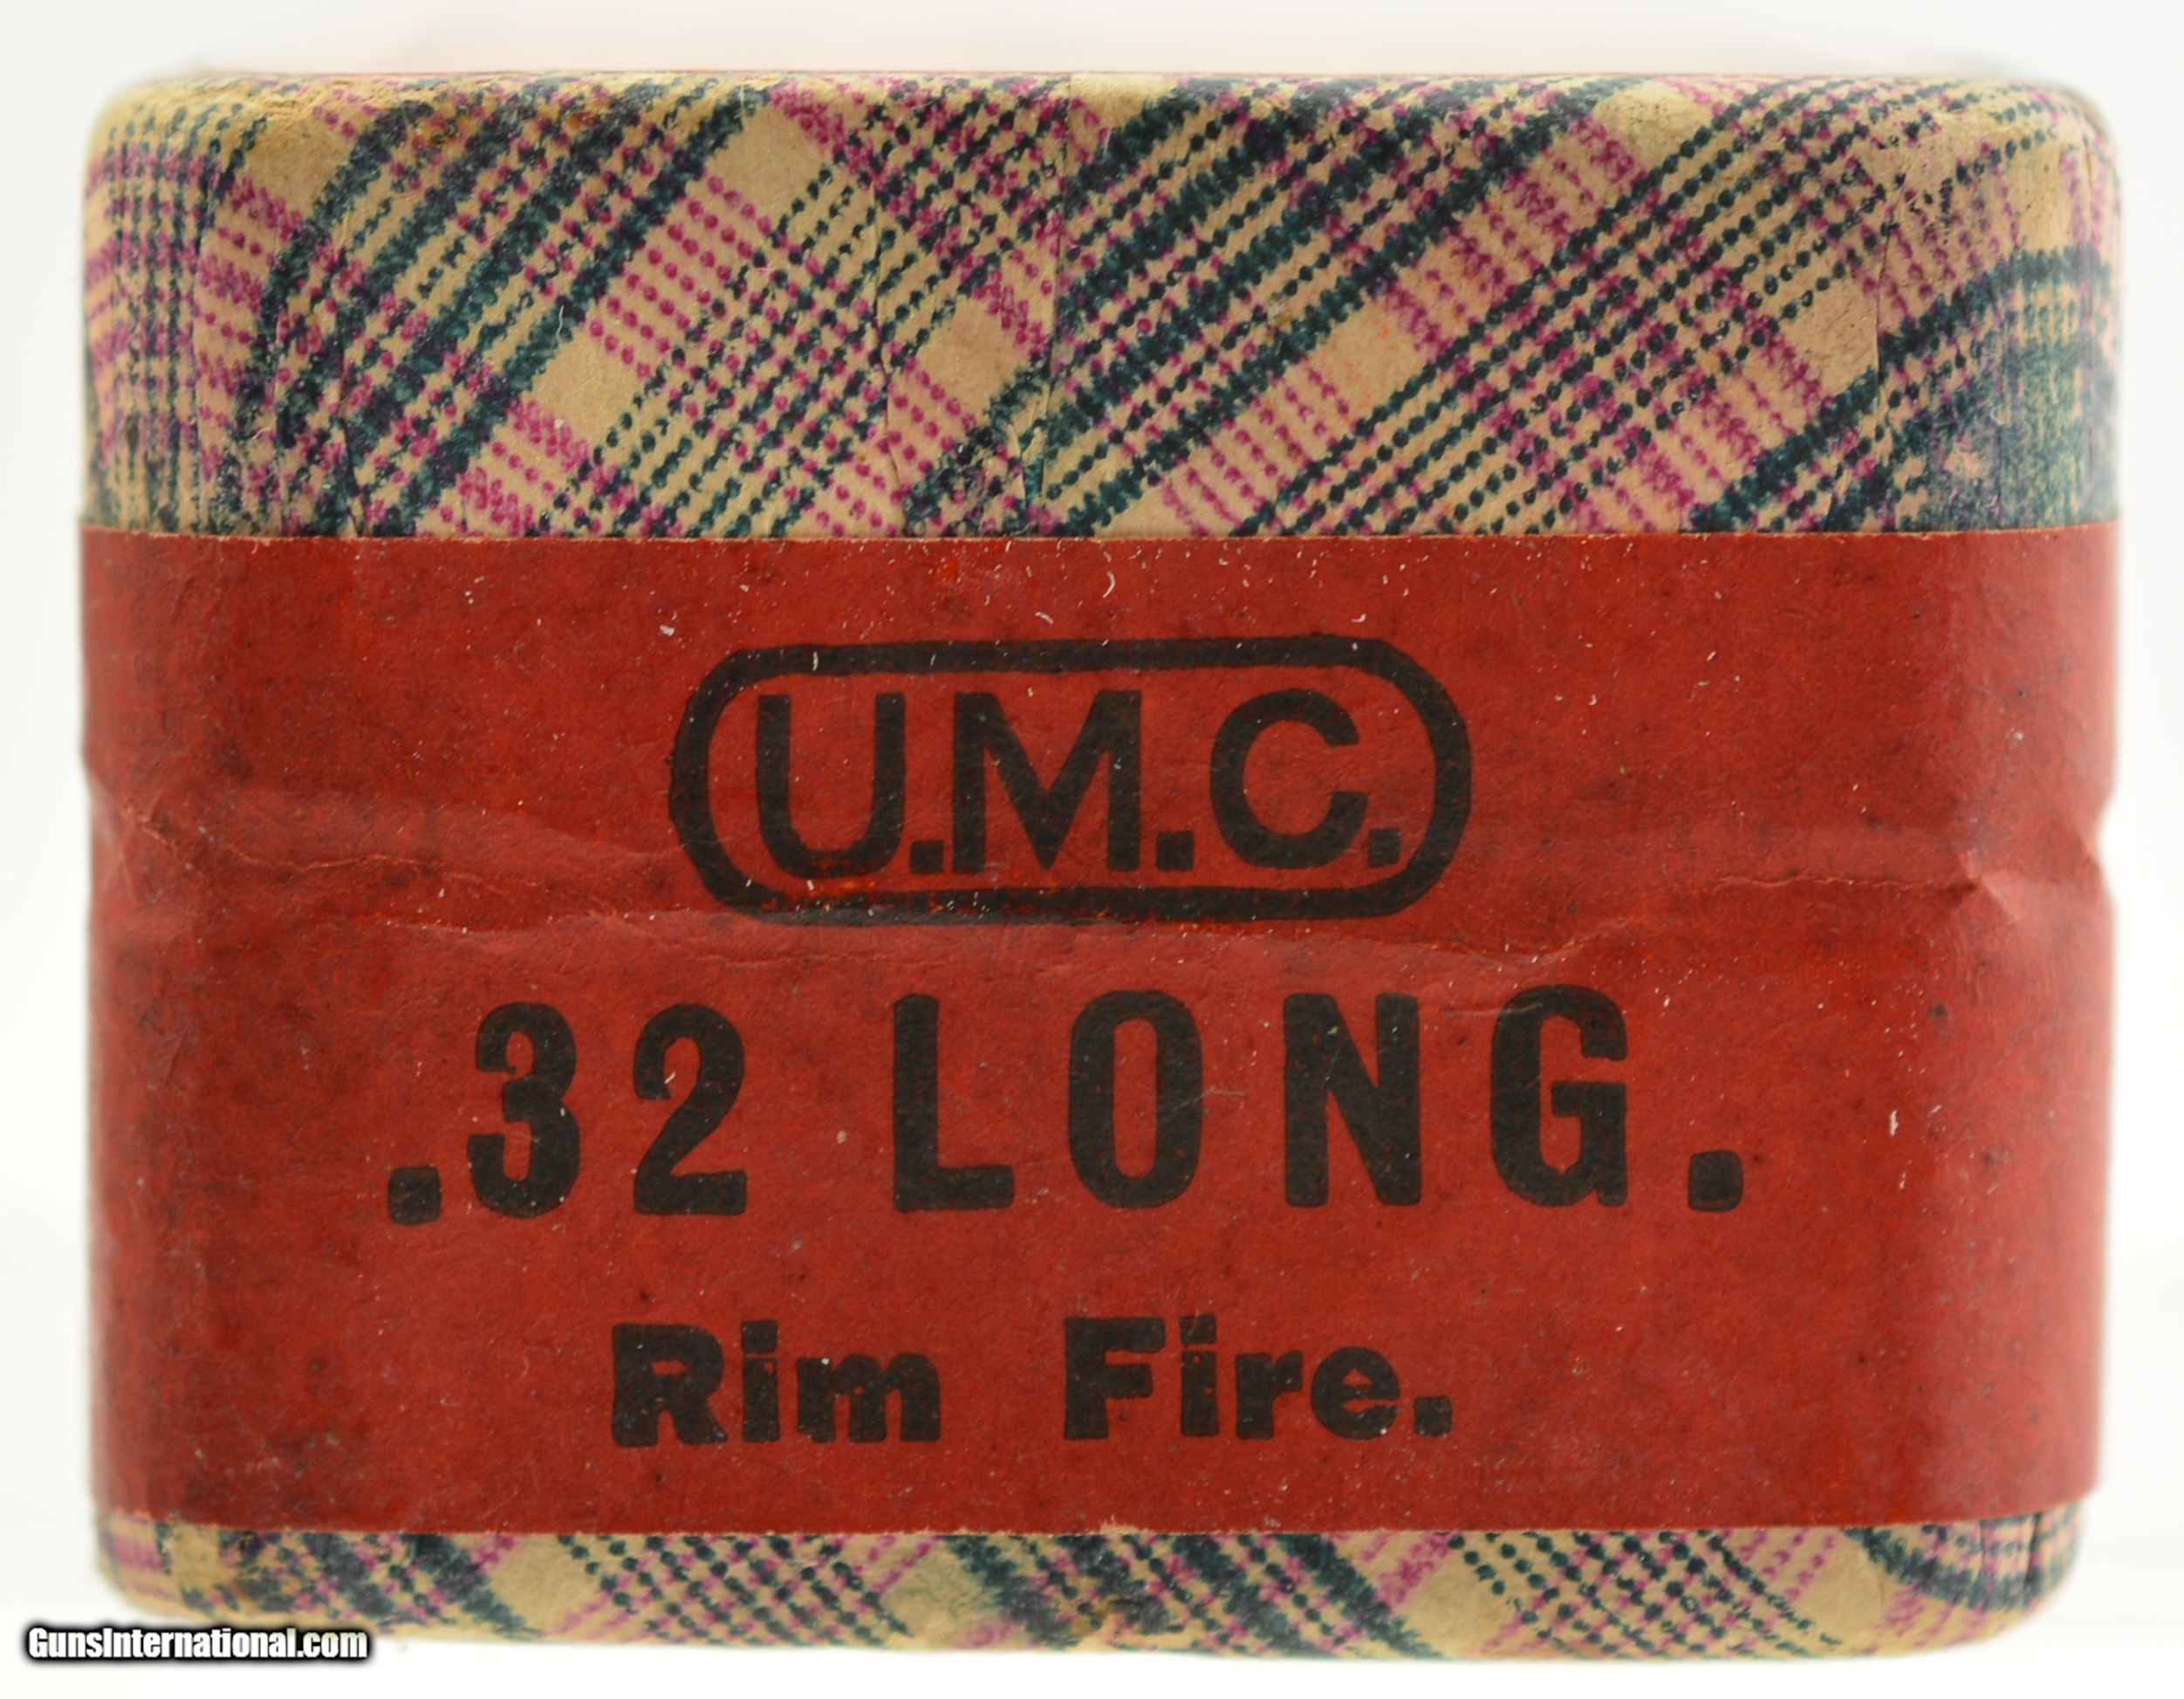 U.M.C.
.32 LONG.
Rim Fire.
GunsInternational.com